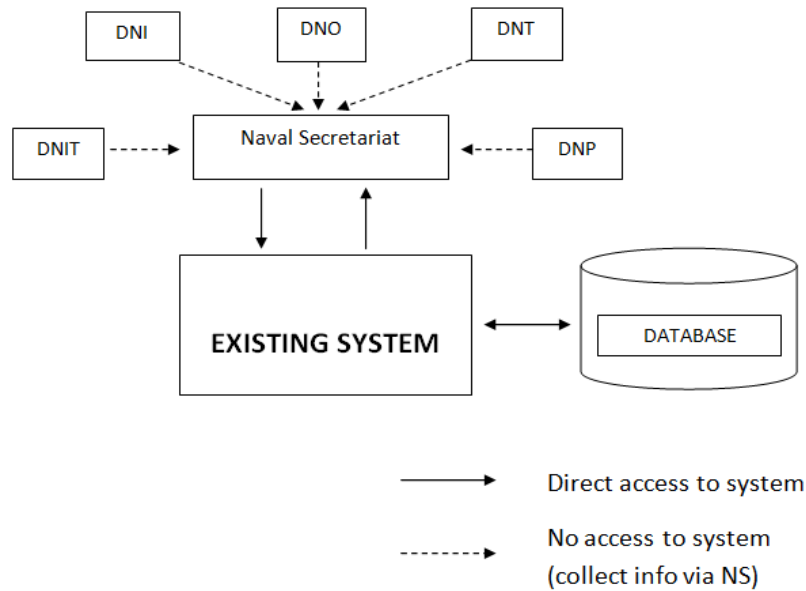 DNI
DNO
DNT
DNIT
Naval Secretariat
DNP
EXISTING SYSTEM
DATABASE
Direct access to system
No access to system
(collect info via NS)